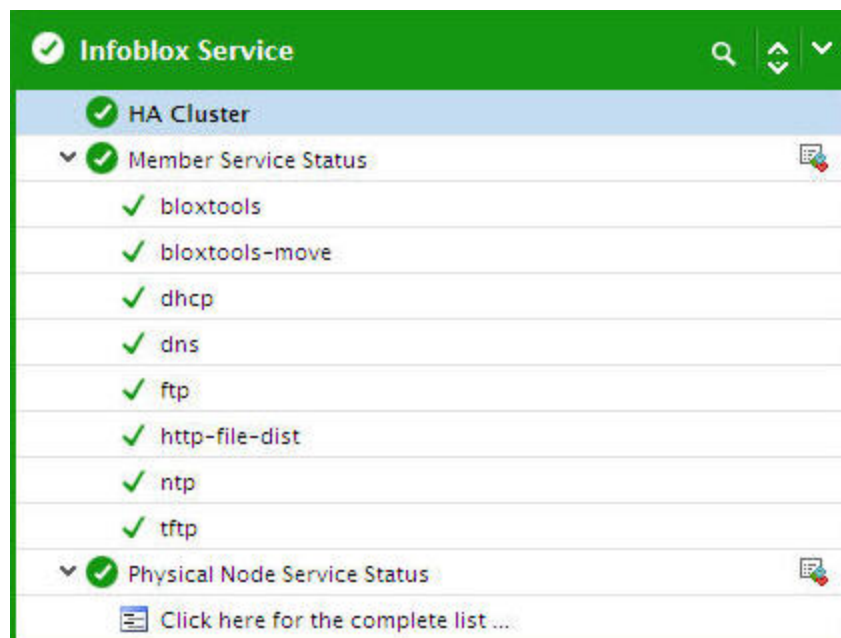 Infoblox Service
HA Cluster
Member Service Status
bloxtools
bloxtools-move
dhcp
dns
ftp
http-file-dist
ntp
tftp
Physical Node Service Status
Click here for the complete list ...